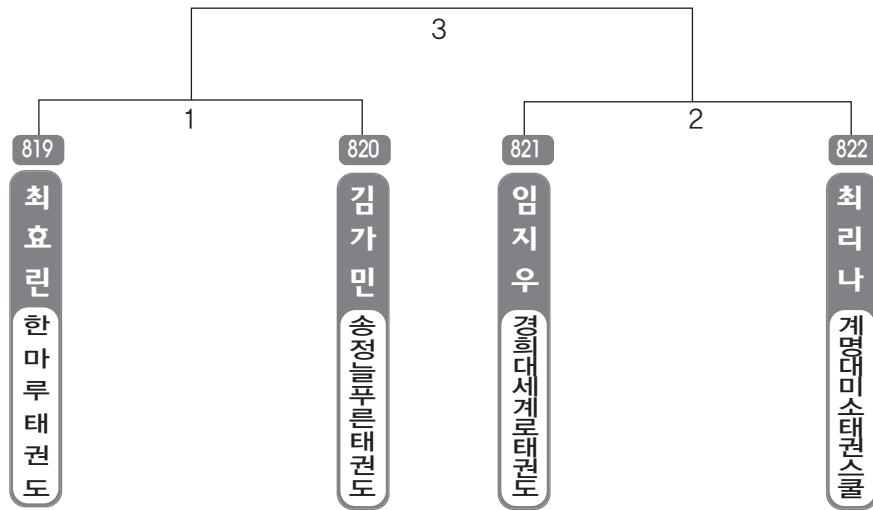 3
1
2
819
820
821
822
최효린
김가민
임지우
최리나
한마루태권도
송정늘푸른태권도
경희대세계로태권도
계명대미소태권스쿨